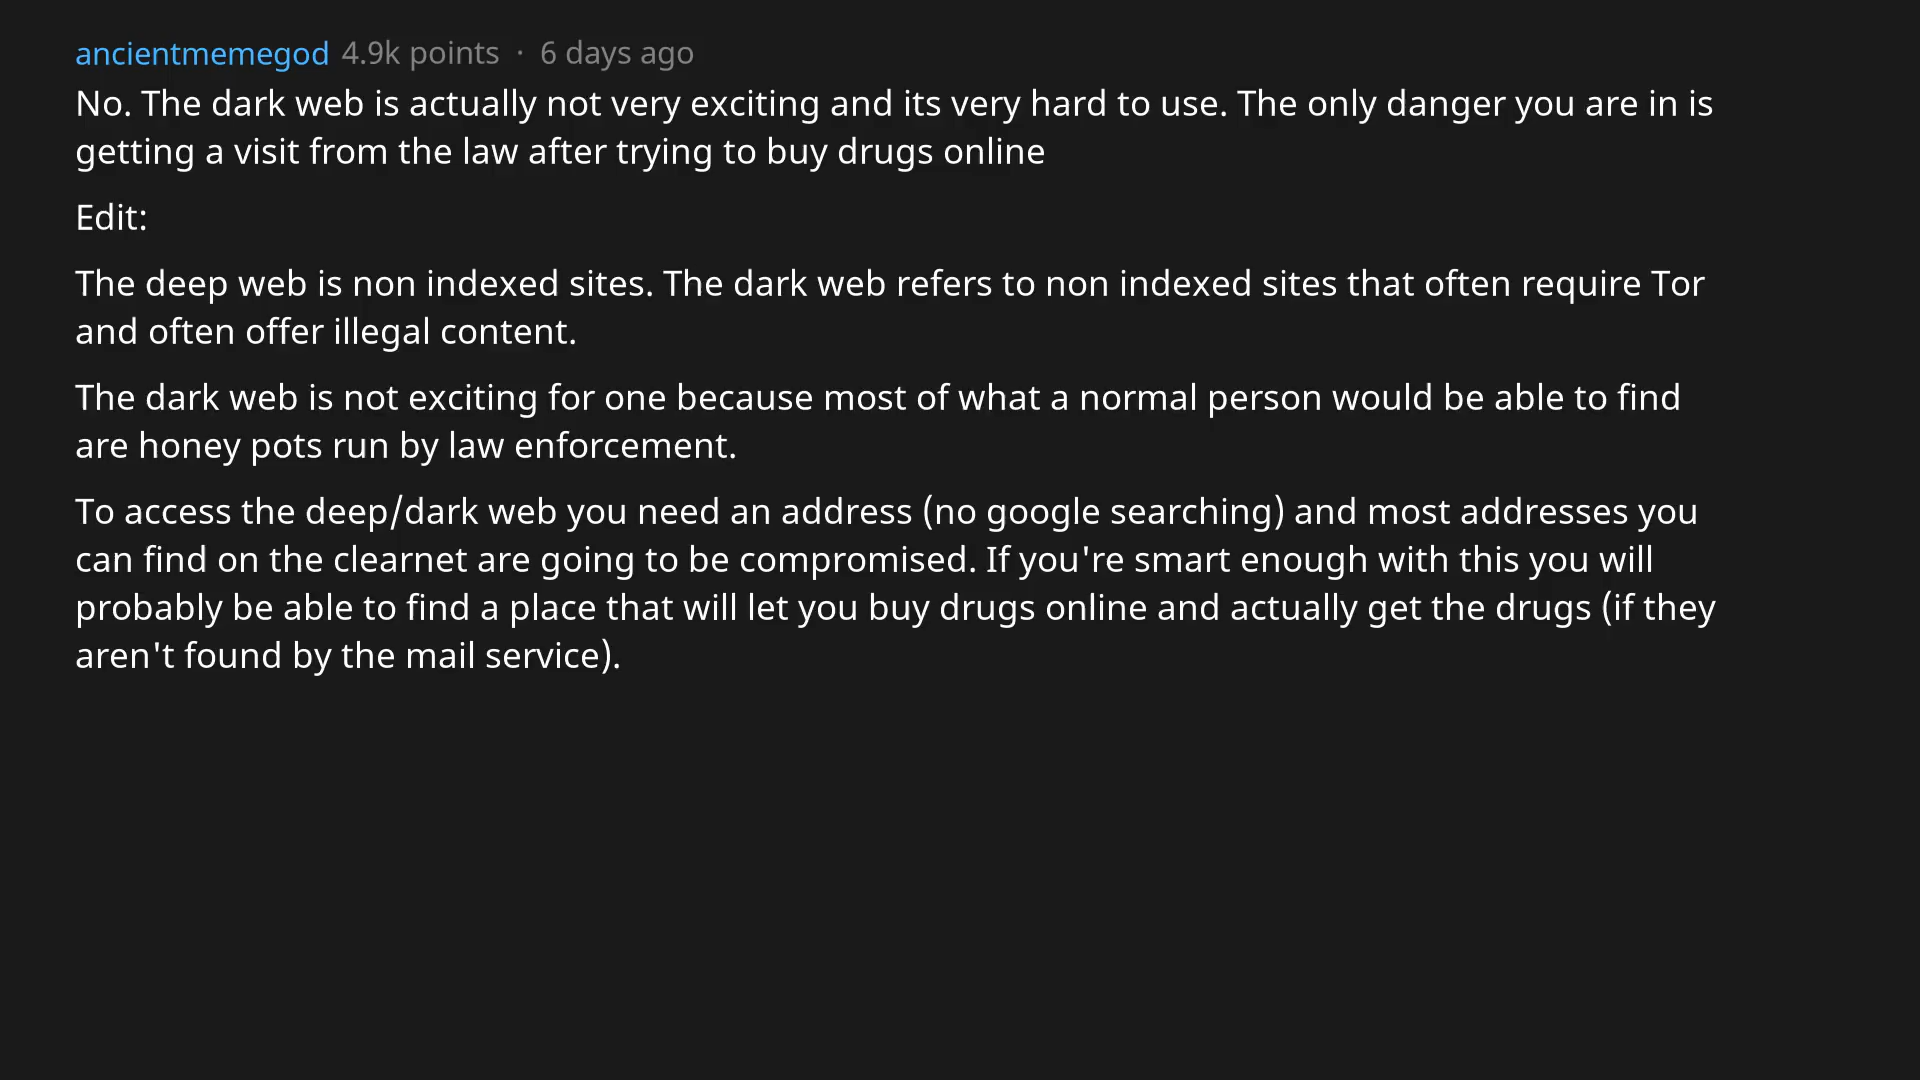 ancientmemegod 4.9k points · 6 days ago
No. The dark web is actually not very exciting and its very hard to use. The only danger you are in is
getting a visit from the law after trying to buy drugs online
Edit:
The deep web is non indexed sites. The dark web refers to non indexed sites that often require Tor
and often offer illegal content.
The dark web is not exciting for one because most of what a normal person would be able to find
are honey pots run by law enforcement.
To access the deep/dark web you need an address (no google searching) and most addresses you
can find on the clearnet are going to be compromised. If you're smart enough with this you will
probably be able to find a place that will let you buy drugs online and actually get the drugs (if they
aren't found by the mail service).